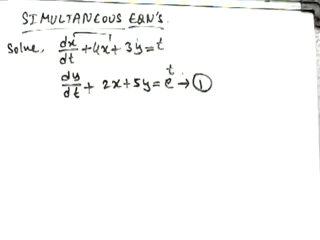 SIMULTANEOUS EQN'S.
Solve, dx/dt + 4x + 3y = t
dy/dt + 2x + 5y = e^t → ①